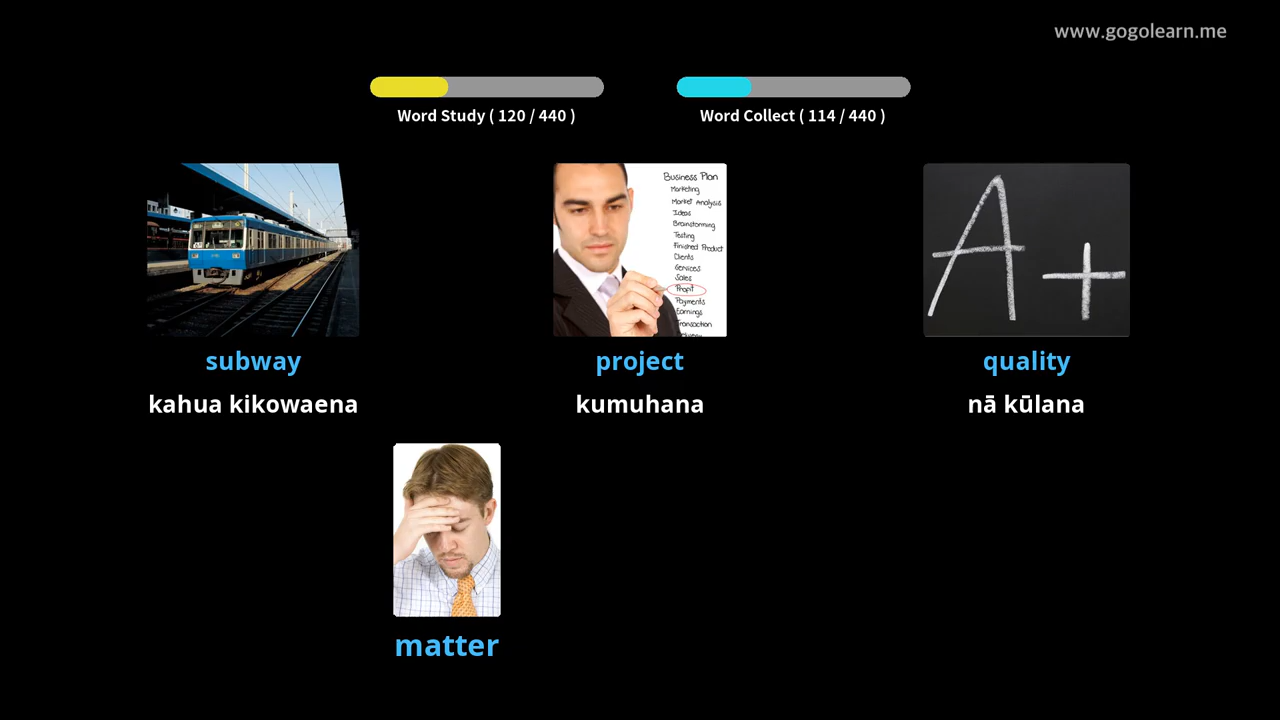 www.gogolearn.me
Word Study ( 120 / 440 )
Word Collect ( 114 / 440 )
Business Plan
Marketing
Market Analysis
Ideas
Brainstorming
Testing
Finished Product
Clients
Services
Sales
Profit
Payments
Earnings
Transaction
A+
subway
project
quality
kahua kikowaena
kumuhana
nā kūlana
matter